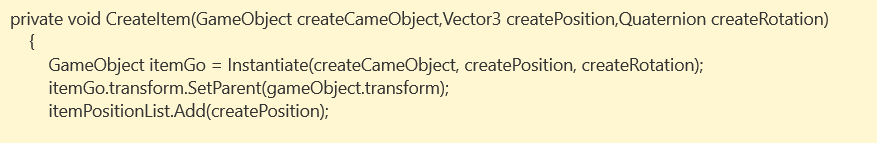 private void CreateItem(GameObject createCameObject,Vector3 createPosition,Quaternion createRotation)
{
GameObject itemGo = Instantiate(createCameObject, createPosition, createRotation);
itemGo.transform.SetParent(gameObject.transform);
itemPositionList.Add(createPosition);